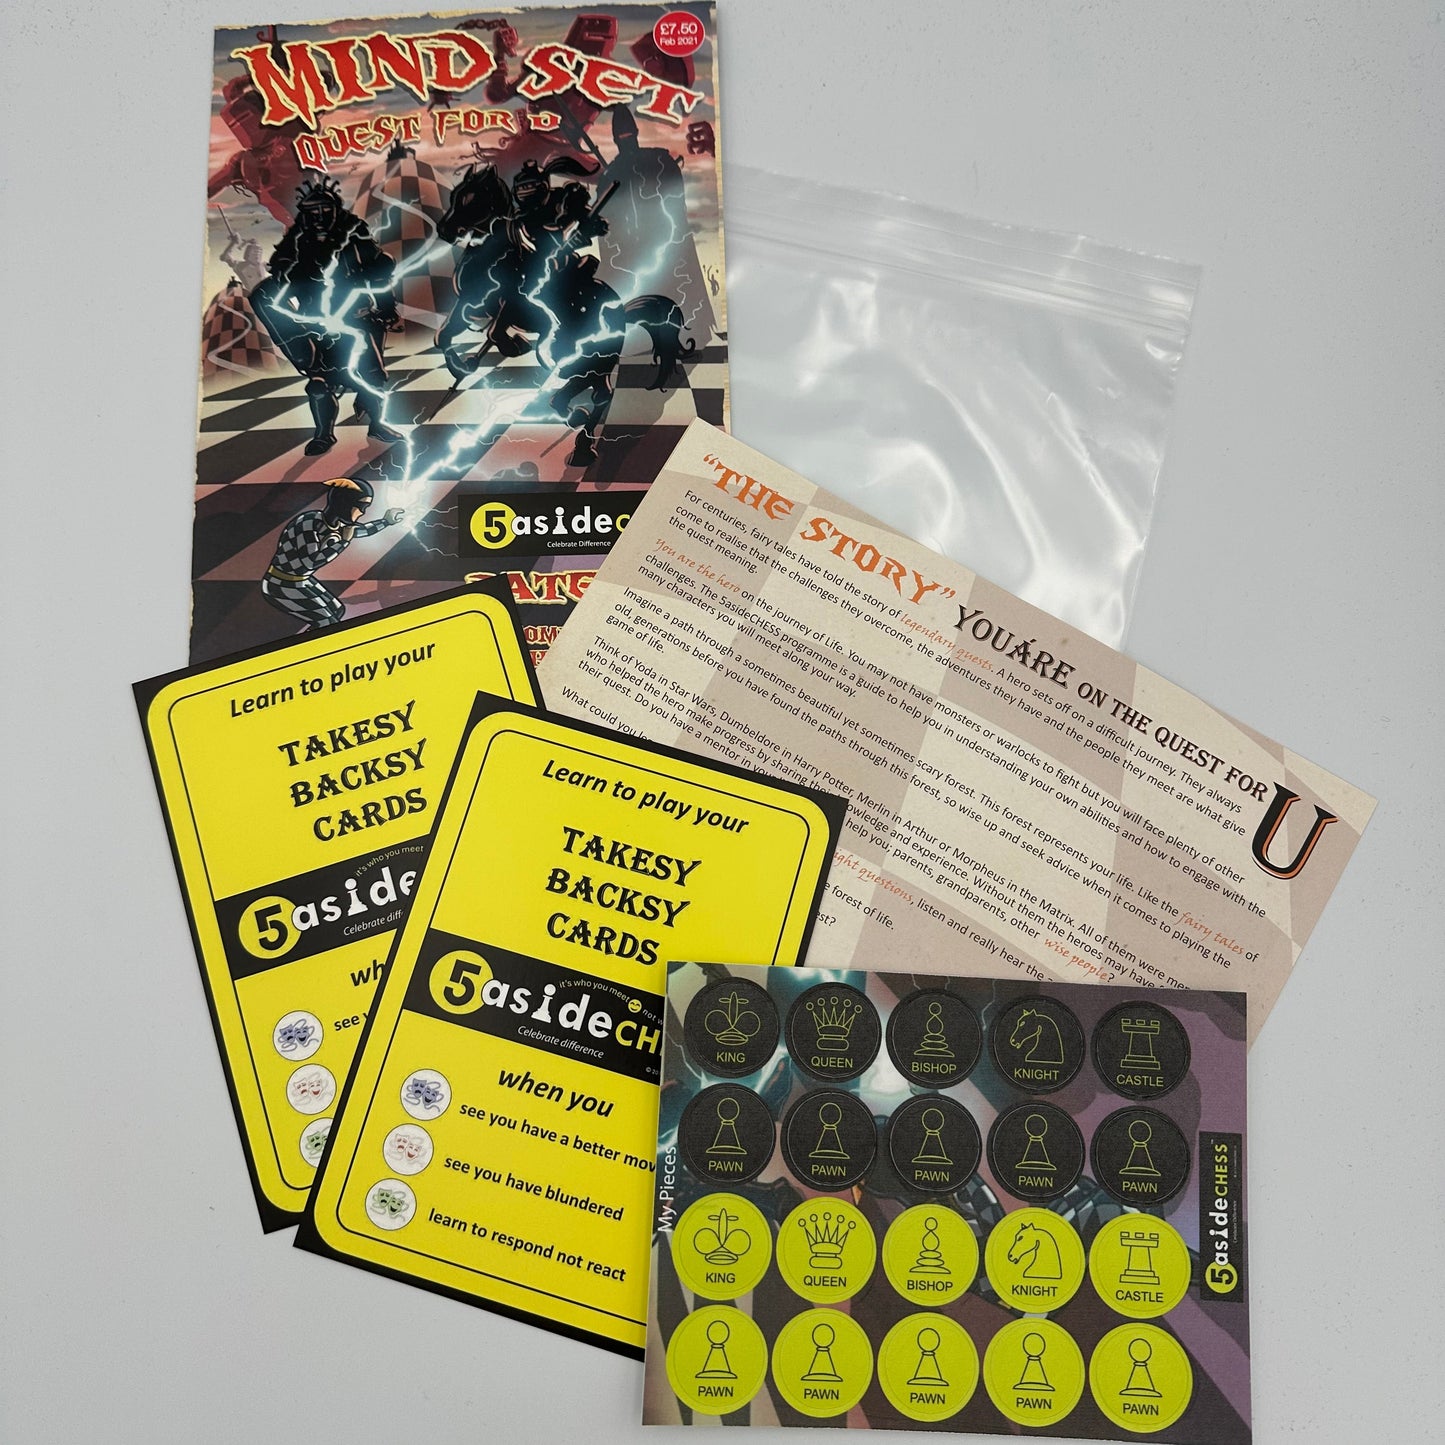 MIND SET
QUEST FOR U
£7.50
Feb 2021
5asidec
Celebrate Difference
"THE STORY" YOU ARE ON THE QUEST FOR U
For centuries, fairy tales have told the story of legendary quests. A hero sets off on a difficult journey. They always
come to realise that the challenges they overcome, the adventures they have and the people they meet are what give
the quest meaning.
You are the hero on the journey of Life. You may not have monsters or warlocks to fight but you will face plenty of other
challenges. The 5asideCHESS programme is a guide to help you in understanding your own abilities and how to engage with the
many characters you will meet along your way.
Imagine a path through a sometimes beautiful yet sometimes scary forest. This forest represents your life. Like the fairy tales of
old, generations before you have found the paths through this forest, so wise up and seek advice when it comes to playing the
game of life.
Think of Yoda in Star Wars, Dumbeldore in Harry Potter, Merlin in Arthur or Morpheus in the Matrix. All of them were
who helped the hero make progress by sharing their knowledge and experience. Without them the heroes may have
their quest. Do you have a mentor in your
help you; parents, grandparents, other wise people?
What could you
questions, listen and really hear the
forest of life.
Learn to play your
TAKESY
BACKSY
CARDS
it's who you meet
5aside
Celebrate
see
Learn to play your
TAKESY
BACKSY
CARDS
it's who you meet not
5asideCH
Celebrate difference
when you
see you have a better mov
see you have blundered
learn to respond not react
My Pieces
KING QUEEN BISHOP KNIGHT CASTLE
PAWN PAWN PAWN PAWN PAWN
KING QUEEN BISHOP KNIGHT CASTLE
PAWN PAWN PAWN PAWN PAWN
5asideCHESS